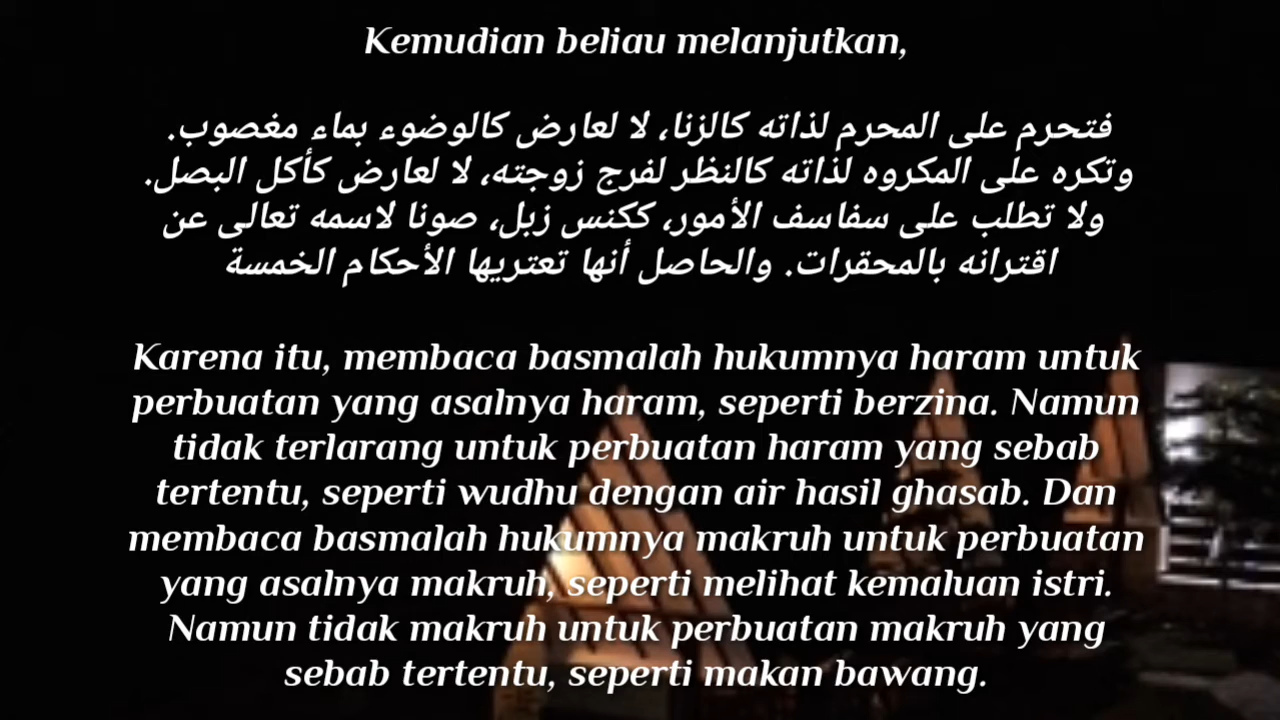 Kemudian beliau melanjutkan,
فتحرم على المحرم لذاته كالزنا، لا لعارض كالوضوء بماء مغصوب.
وتكره على المكروه لذاته كالنظر لفرج زوجته، لا لعارض كأكل البصل.
ولا تطلب على سفاسف الأمور، ككنس زبل، صونا لاسمه تعالى عن
اقترانه بالمحقرات. والحاصل أنها تعتريها الأحكام الخمسة
Karena itu, membaca basmalah hukumnya haram untuk
perbuatan yang asalnya haram, seperti berzina. Namun
tidak terlarang untuk perbuatan haram yang sebab
tertentu, seperti wudhu dengan air hasil ghasab. Dan
membaca basmalah hukumnya makruh untuk perbuatan
yang asalnya makruh, seperti melihat kemaluan istri.
Namun tidak makruh untuk perbuatan makruh yang
sebab tertentu, seperti makan bawang.